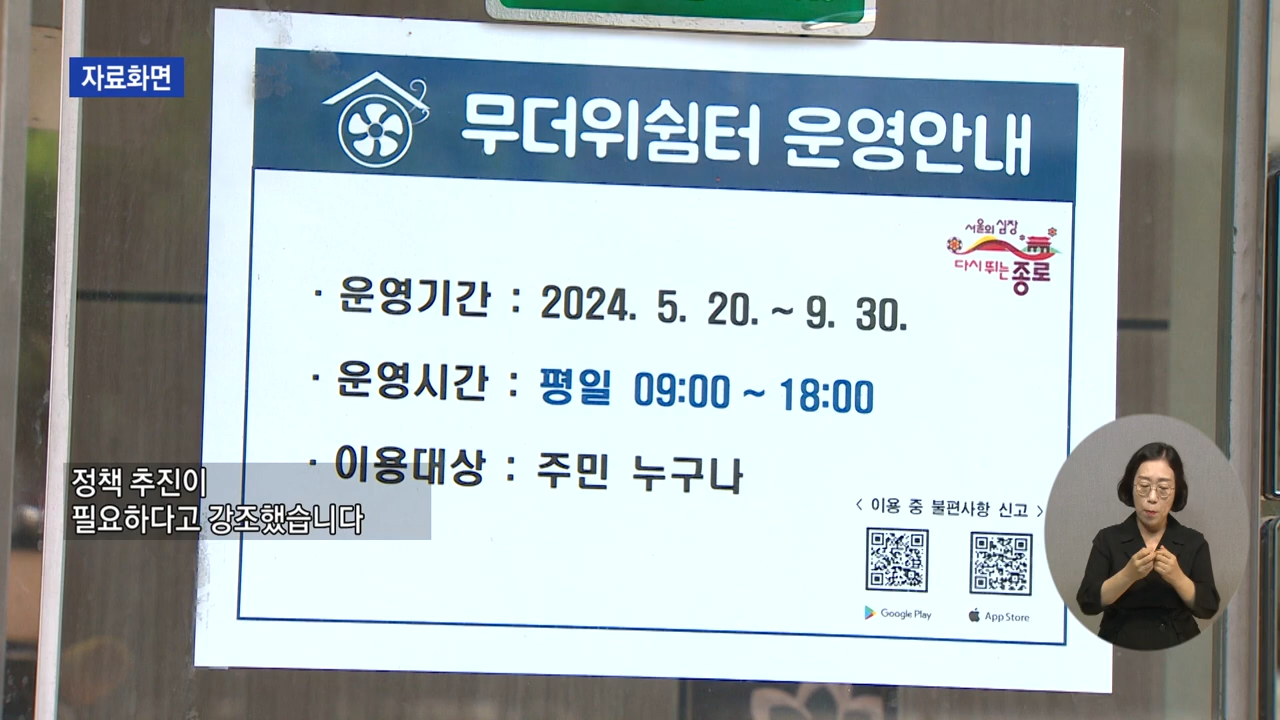 자료화면
무더위쉼터 운영안내
서울의 심장
다시 뛰는 종로
· 운영기간 : 2024. 5. 20. ~ 9. 30.
· 운영시간 : 평일 09:00 ~ 18:00
· 이용대상 : 주민 누구나
정책 추진이
필요하다고 강조했습니다
< 이용 중 불편사항 신고 >
Google Play
App Store